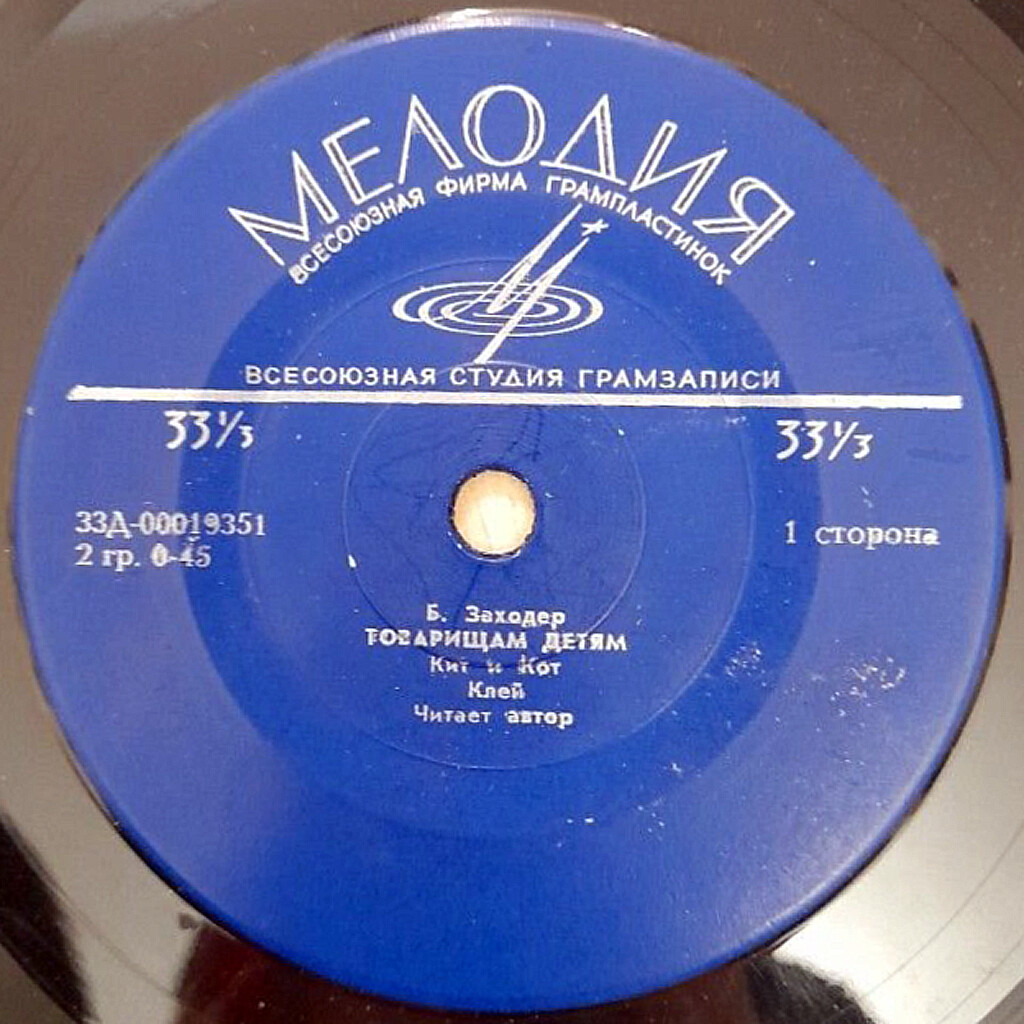 МЕЛОДИЯ
ВСЕСОЮЗНАЯ ФИРМА ГРАМПЛАСТИНОК
ВСЕСОЮЗНАЯ СТУДИЯ ГРАМЗАПИСИ
33⅓ 33⅓
33Д-00019351 1 сторона
2 гр. 0-45
Б. Заходер
ТОВАРИЩАМ ДЕТЯМ
Кит и Кот
Клей
Читает автор